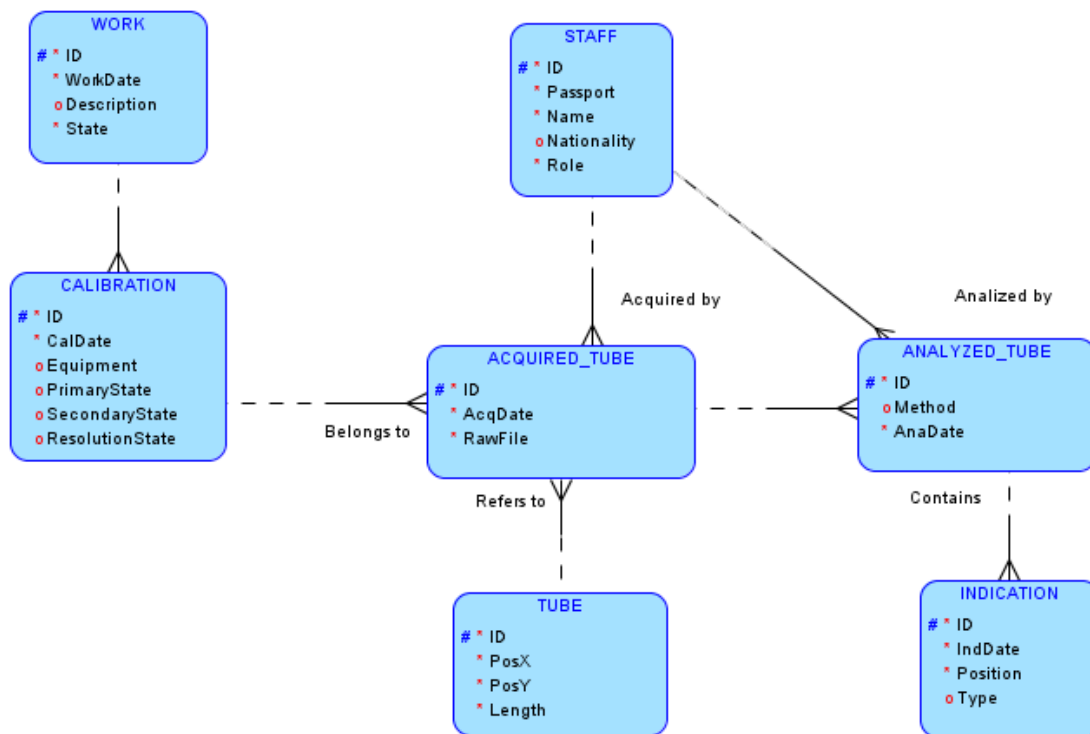 WORK
# * ID
* WorkDate
o Description
* State
STAFF
# * ID
* Passport
* Name
o Nationality
* Role
CALIBRATION
# * ID
* CalDate
o Equipment
o PrimaryState
o SecondaryState
o ResolutionState
Acquired by
Analized by
Belongs to
ACQUIRED_TUBE
# * ID
* AcqDate
* RawFile
ANALYZED_TUBE
# * ID
o Method
* AnaDate
Refers to
Contains
TUBE
# * ID
* PosX
* PosY
* Length
INDICATION
# * ID
* IndDate
* Position
o Type